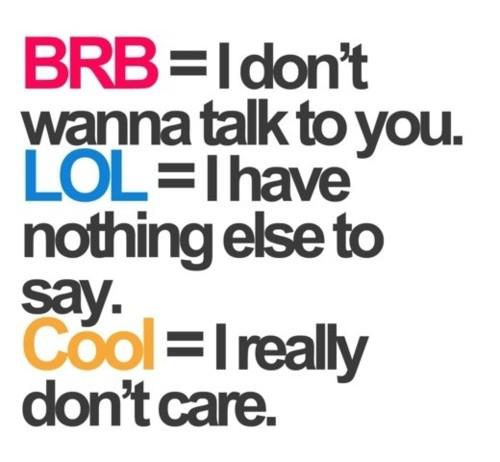 BRB = I don't
wanna talk to you.
LOL = I have
nothing else to
say.
Cool = I really
don't care.